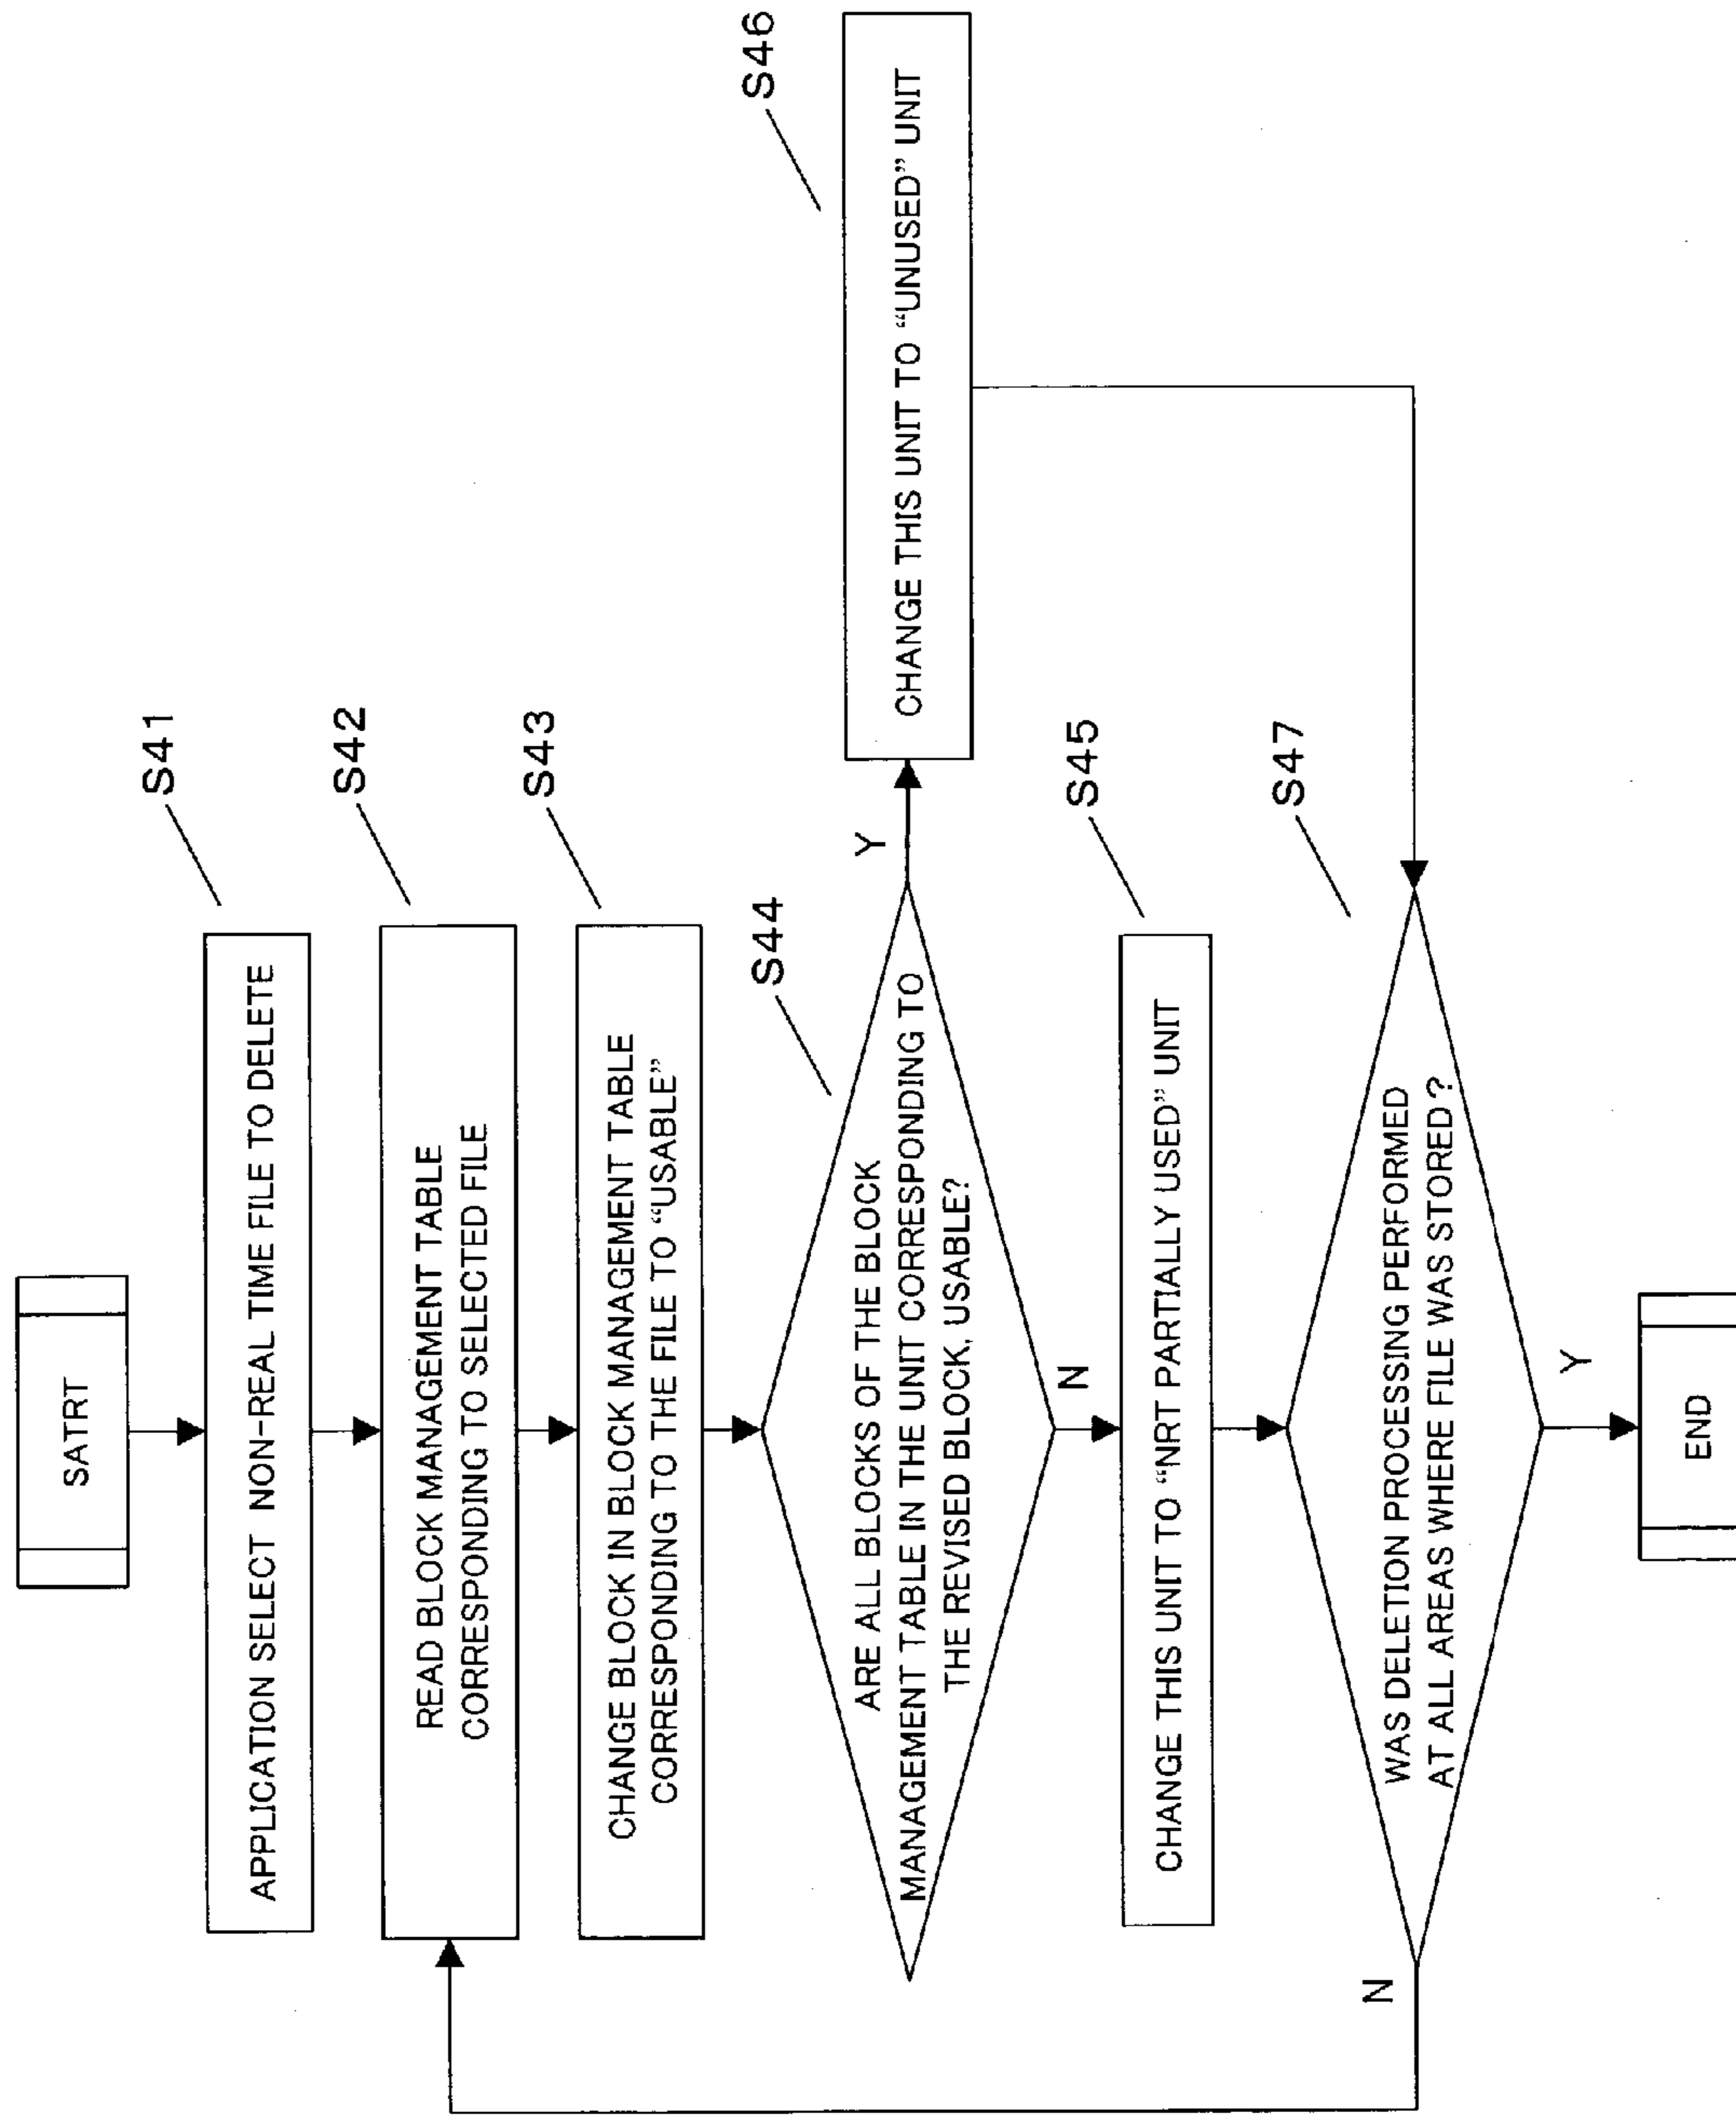 SATRT
S41
APPLICATION SELECT NON-REAL TIME FILE TO DELETE
S42
READ BLOCK MANAGEMENT TABLE
CORRESPONDING TO SELECTED FILE
S43
CHANGE BLOCK IN BLOCK MANAGEMENT TABLE
CORRESPONDING TO THE FILE TO “USABLE”
S44
ARE ALL BLOCKS OF THE BLOCK
MANAGEMENT TABLE IN THE UNIT CORRESPONDING TO
THE REVISED BLOCK, USABLE?
Y
S46
CHANGE THIS UNIT TO “UNUSED” UNIT
N
S45
CHANGE THIS UNIT TO “NRT PARTIALLY USED” UNIT
S47
WAS DELETION PROCESSING PERFORMED
AT ALL AREAS WHERE FILE WAS STORED?
N
Y
END